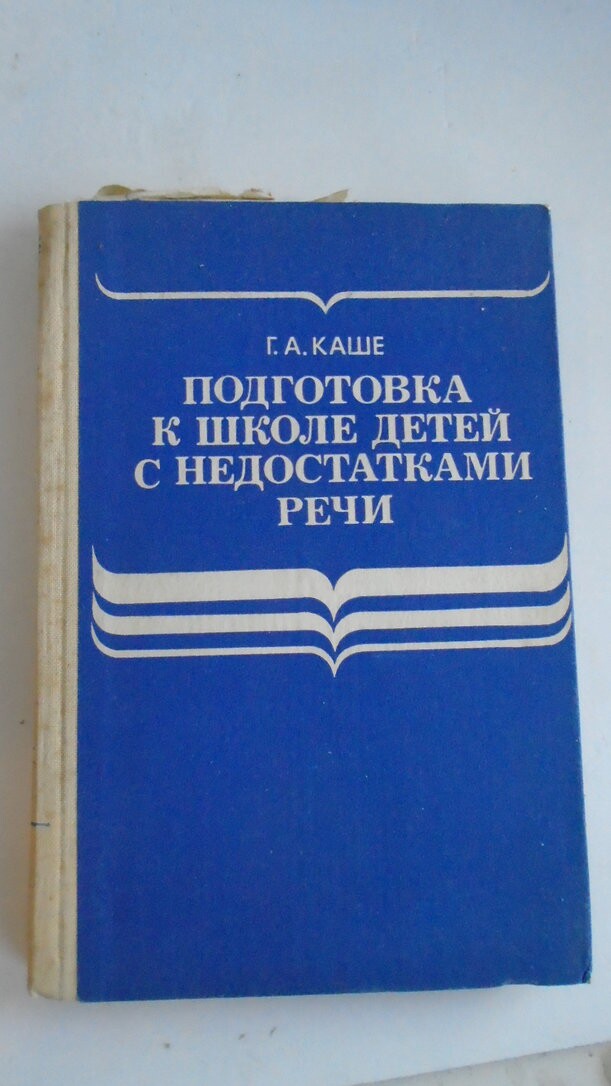 Г. А. КАШЕ
ПОДГОТОВКА
К ШКОЛЕ ДЕТЕЙ
С НЕДОСТАТКАМИ
РЕЧИ